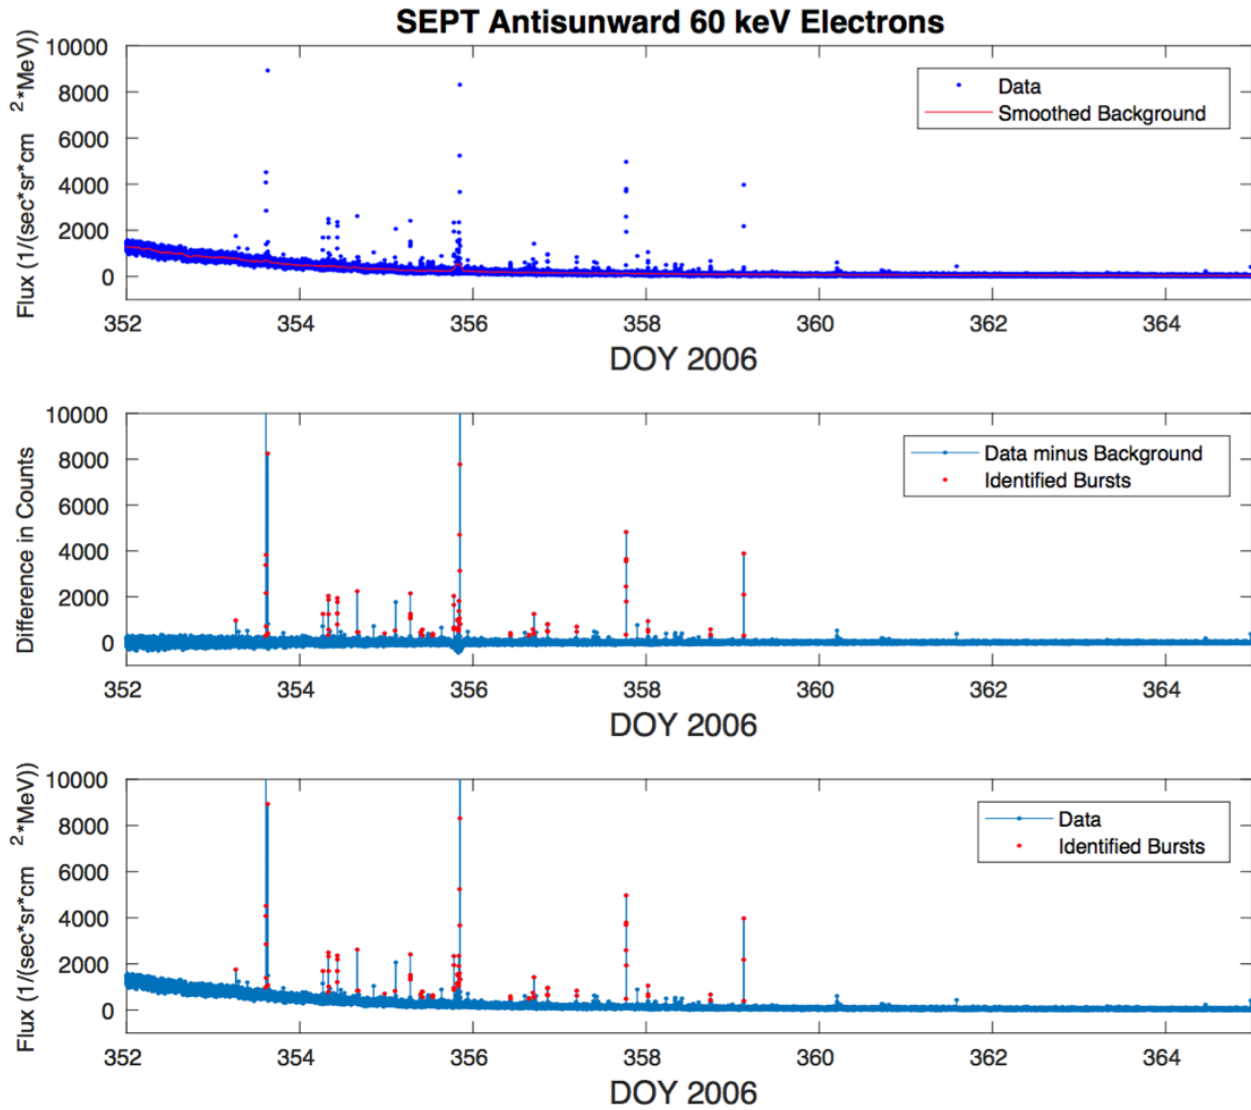 SEPT Antisunward 60 keV Electrons
Flux (1/(sec*sr*cm 2*MeV))
10000
8000
6000
4000
2000
0
Data
Smoothed Background
352 354 356 358 360 362 364
DOY 2006
Difference in Counts
10000
8000
6000
4000
2000
0
Data minus Background
Identified Bursts
352 354 356 358 360 362 364
DOY 2006
Flux (1/(sec*sr*cm 2*MeV))
10000
8000
6000
4000
2000
0
Data
Identified Bursts
352 354 356 358 360 362 364
DOY 2006